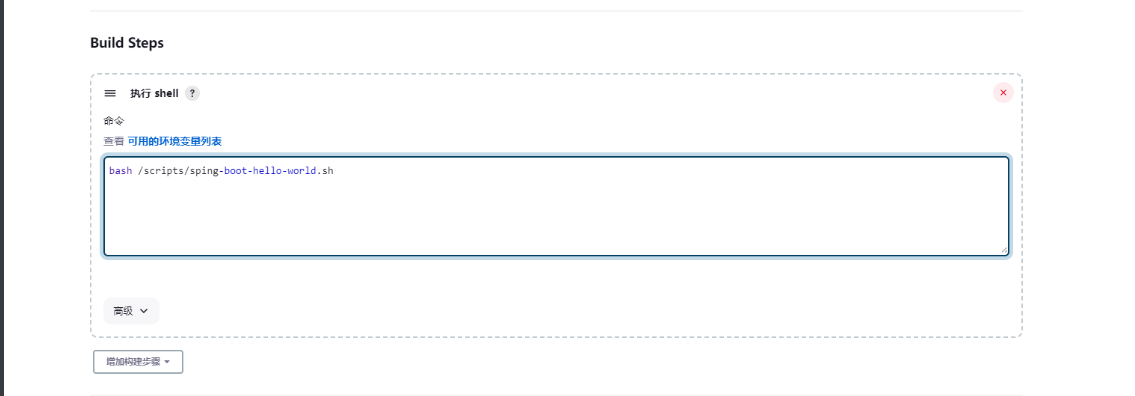 Build Steps
执行 shell ?
命令
查看 可用的环境变量列表
bash /scripts/sping-boot-hello-world.sh
高级
增加构建步骤